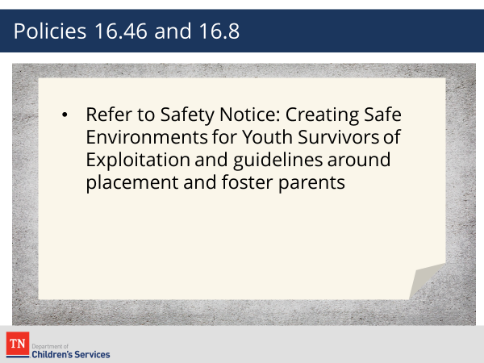 Policies 16.46 and 16.8
• Refer to Safety Notice: Creating Safe
Environments for Youth Survivors of
Exploitation and guidelines around
placement and foster parents
TN
Department of
Children's Services